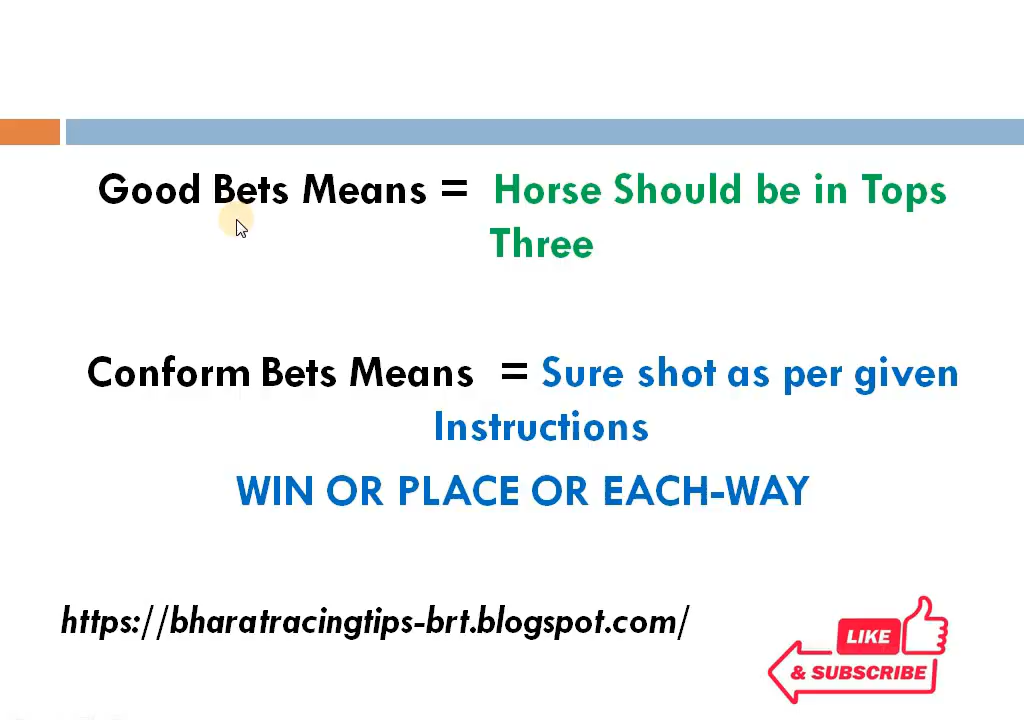 Good Bets Means = Horse Should be in Tops
Three
Conform Bets Means = Sure shot as per given
Instructions
WIN OR PLACE OR EACH-WAY
https://bharatracingtips-brt.blogspot.com/
LIKE
& SUBSCRIBE